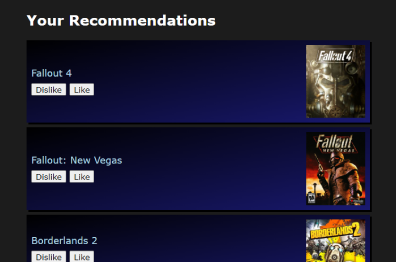 Your Recommendations
Fallout 4
Dislike Like
Fallout 4
Fallout: New Vegas
Dislike Like
Fallout
NEW VEGAS
Borderlands 2
Dislike Like
BORDERLANDS 2